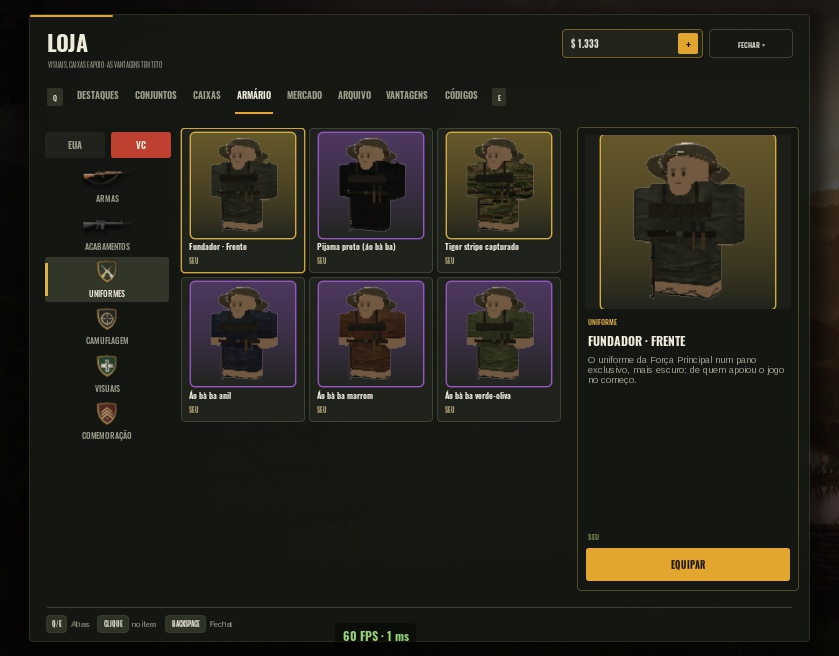 LOJA
VISUAIS, CAIXAS E APOIO · AS VANTAGENS TÊM TETO
$ 1.333
+
FECHAR ×
Q
DESTAQUES
CONJUNTOS
CAIXAS
ARMÁRIO
MERCADO
ARQUIVO
VANTAGENS
CÓDIGOS
E
EUA
VC
ARMAS
ACABAMENTOS
UNIFORMES
CAMUFLAGEM
VISUAIS
COMEMORAÇÃO
Fundador · Frente
SEU
Pijama preto (áo bà ba)
SEU
Tiger stripe capturado
SEU
Áo bà ba anil
SEU
Áo bà ba marrom
SEU
Áo bà ba verde-oliva
SEU
UNIFORME
FUNDADOR · FRENTE
O uniforme da Força Principal num pano
exclusivo, mais escuro: de quem apoiou o jogo
no começo.
SEU
EQUIPAR
Q/E Abas CLIQUE no item BACKSPACE Fechar
60 FPS · 1 ms